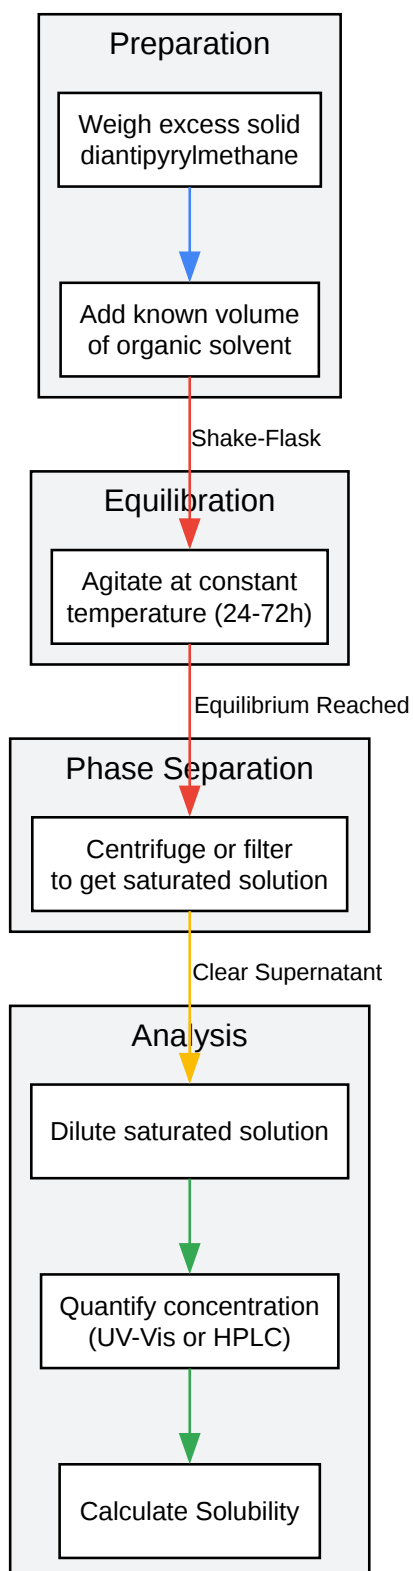 Preparation
Weigh excess solid
diantipyrylmethane
Add known volume
of organic solvent
Shake-Flask
Equilibration
Agitate at constant
temperature (24-72h)
Equilibrium Reached
Phase Separation
Centrifuge or filter
to get saturated solution
Clear Supernatant
Analysis
Dilute saturated solution
Quantify concentration
(UV-Vis or HPLC)
Calculate Solubility